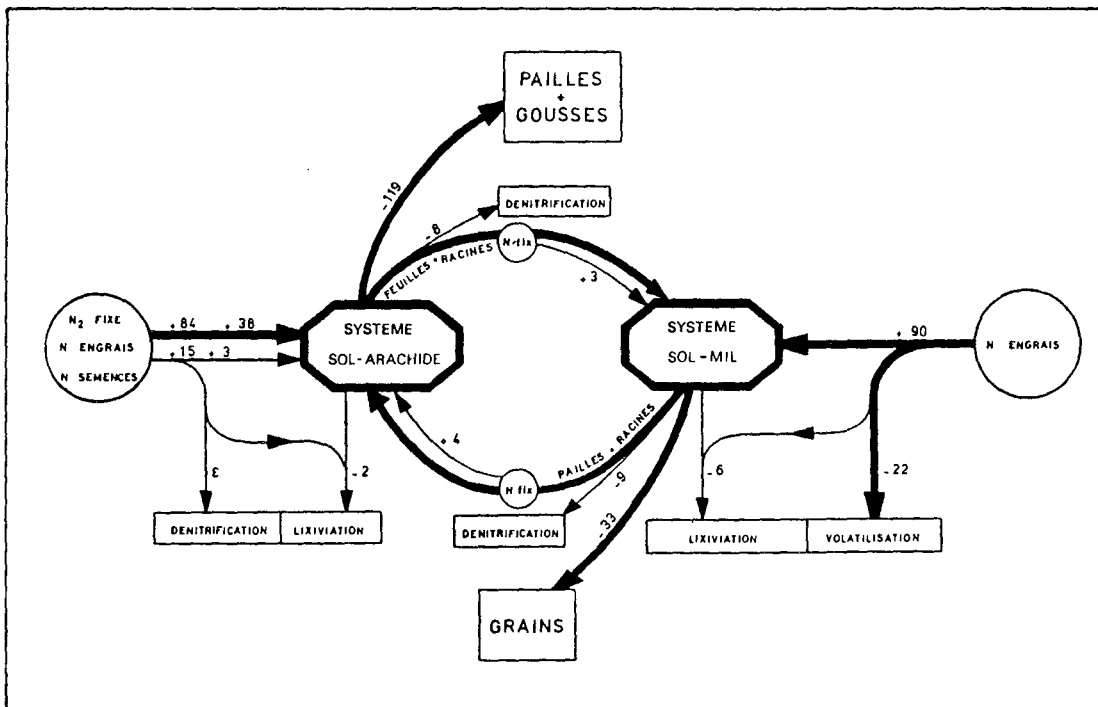 PAILLES
+
GOUSSES
-119
DENITRIFICATION
-8
N-fix
FEUILLES + RACINES
+3
N2 FIXE
N ENGRAIS
N SEMENCES
+84 +38
+15 +3
SYSTEME
SOL-ARACHIDE
SYSTEME
SOL-MIL
+90
N ENGRAIS
+4
PAILLES + RACINES
N fix
-9
-33
ε
-2
-6
-22
DENITRIFICATION
LIXIVIATION
DENITRIFICATION
LIXIVIATION
VOLATILISATION
GRAINS